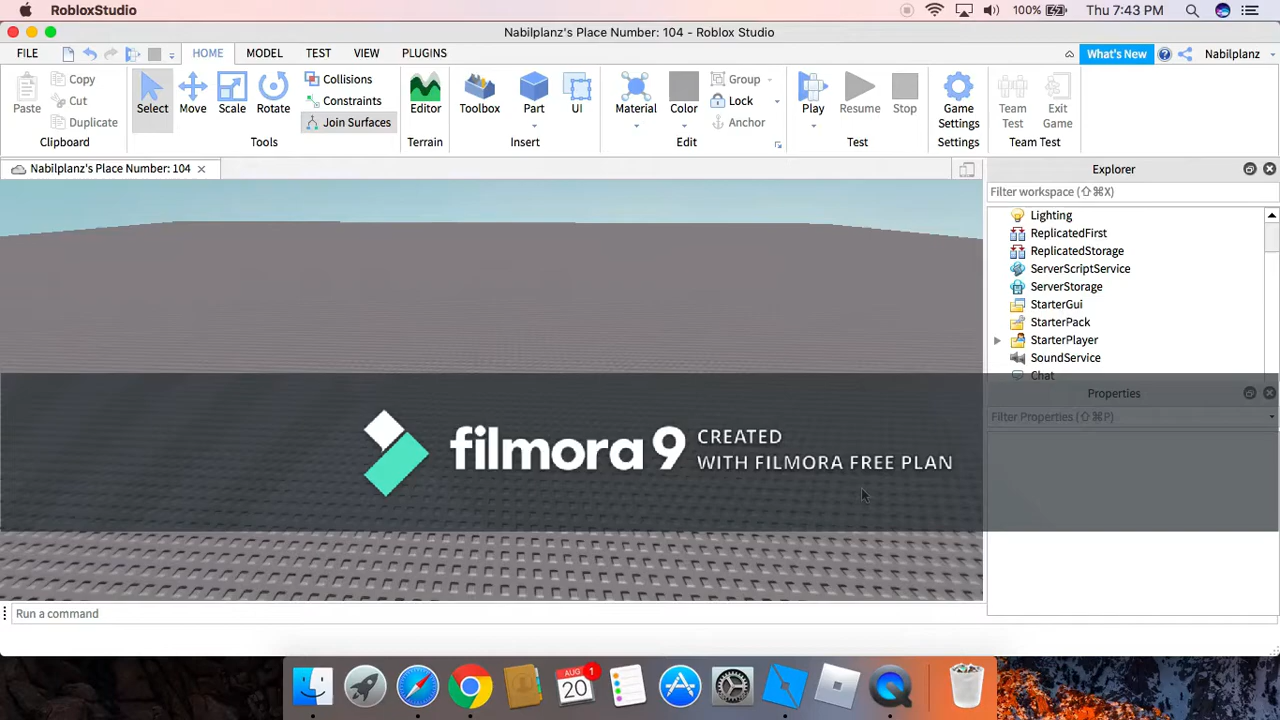 RobloxStudio
100%
Thu 7:43 PM
Nabilplanz's Place Number: 104 - Roblox Studio
FILE
HOME
MODEL
TEST
VIEW
PLUGINS
What's New
Nabilplanz
Paste
Copy
Cut
Duplicate
Clipboard
Select
Move
Scale
Rotate
Collisions
Constraints
Join Surfaces
Tools
Editor
Terrain
Toolbox
Part
UI
Insert
Material
Color
Group
Lock
Anchor
Edit
Play
Resume
Stop
Test
Game
Settings
Settings
Team
Test
Exit
Game
Team Test
Nabilplanz's Place Number: 104
Explorer
Filter workspace (⇧⌘X)
Lighting
ReplicatedFirst
ReplicatedStorage
ServerScriptService
ServerStorage
StarterGui
StarterPack
StarterPlayer
SoundService
Chat
Properties
Filter Properties (⇧⌘P)
filmora 9
CREATED
WITH FILMORA FREE PLAN
Run a command
AUG
20
1